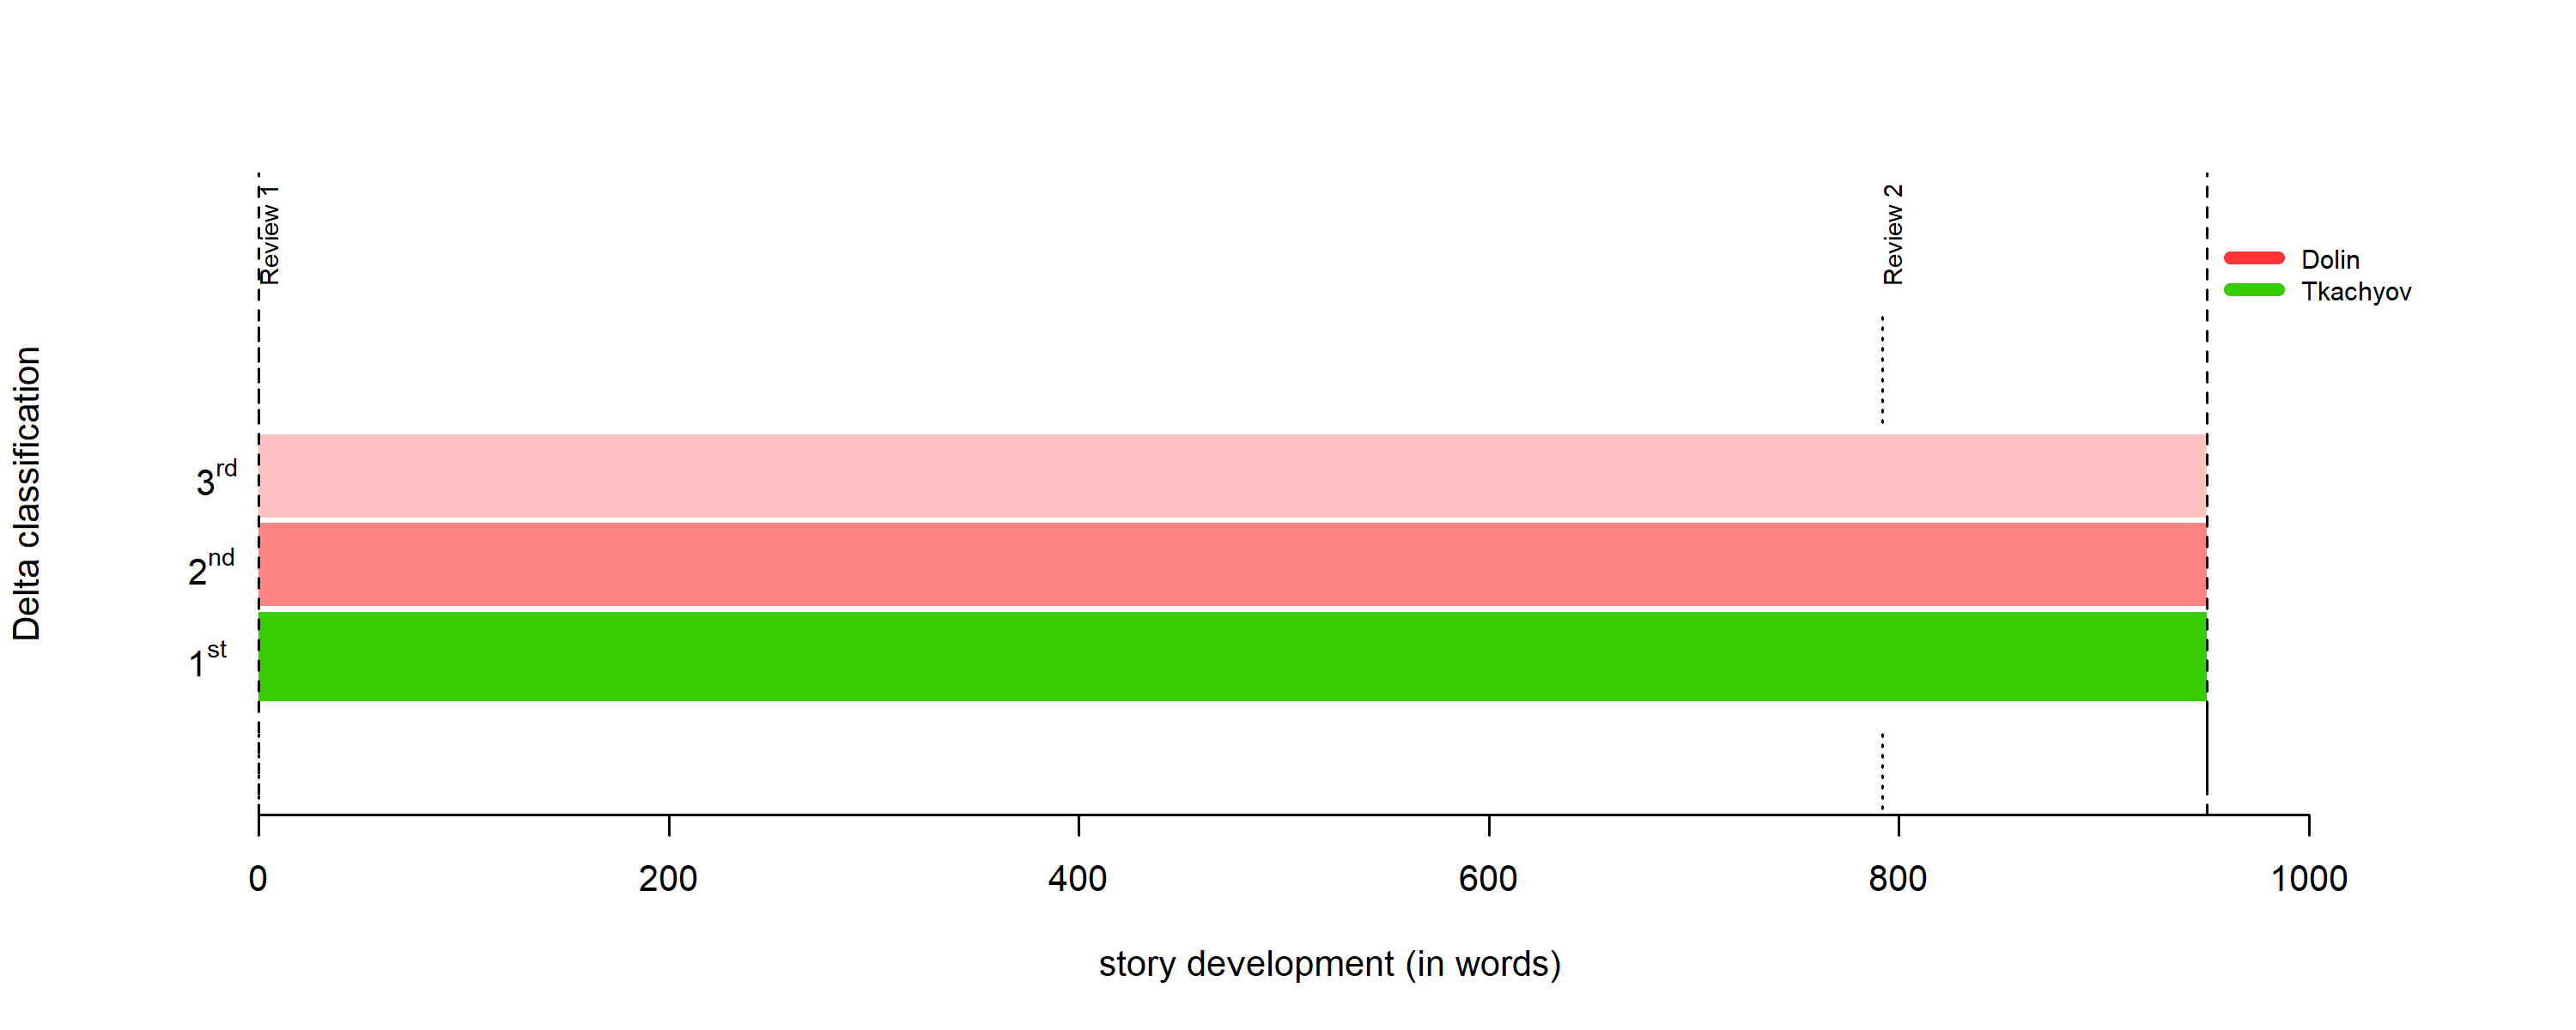 Review 1
Review 2
Dolin
Tkachyov
Delta classification
3rd
2nd
1st
0 200 400 600 800 1000
story development (in words)